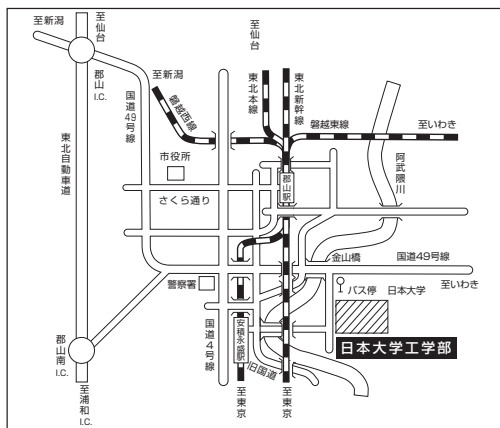 至新潟
至仙台
至仙台
郡山
I.C.
国道49号線
至新潟
磐越西線
東北本線
東北新幹線
磐越東線
至いわき
東北自動車道
市役所
さくら通り
郡山駅
阿武隈川
金山橋
国道49号線
至いわき
警察署
バス停 日本大学
国道4号線
安積永盛駅
旧国道
日本大学工学部
郡山南
I.C.
至浦和
I.C.
至東京
至東京